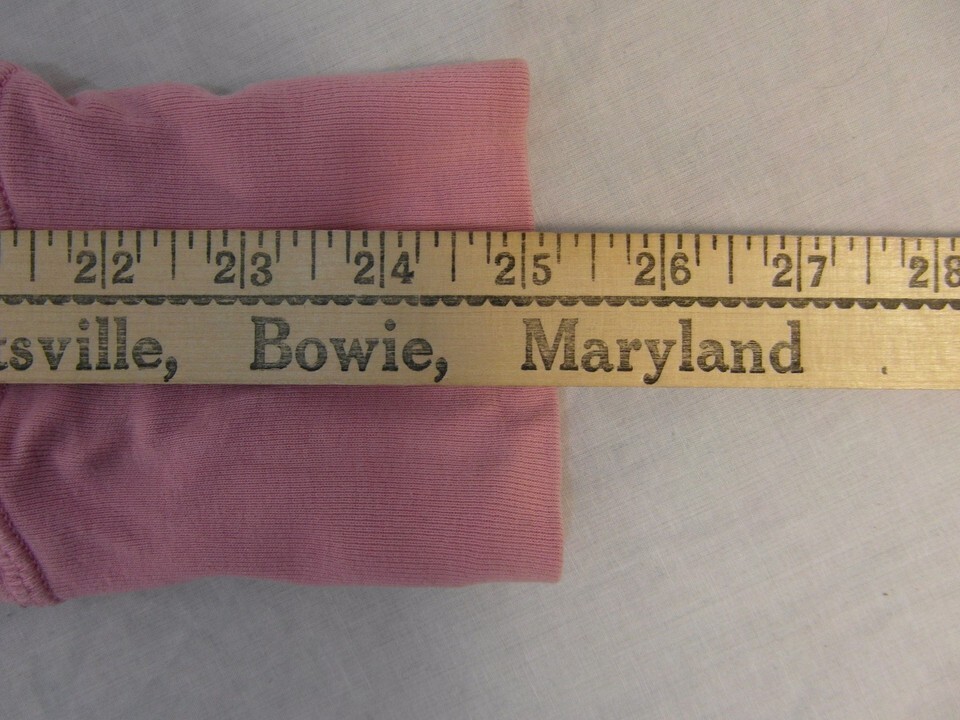 22 23 24 25 26 27 28
tsville, Bowie, Maryland